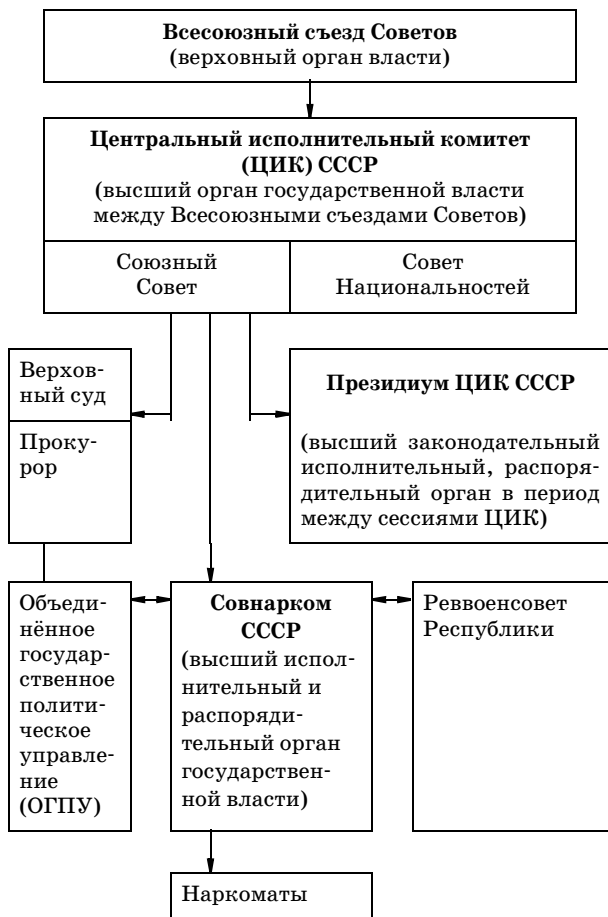 Всесоюзный съезд Советов
(верховный орган власти)
Центральный исполнительный комитет
(ЦИК) СССР
(высший орган государственной власти
между Всесоюзными съездами Советов)
Союзный
Совет
Совет
Национальностей
Верхов-
ный суд
Проку-
рор
Президиум ЦИК СССР
(высший законодательный
исполнительный, распоря-
дительный орган в период
между сессиями ЦИК)
Объеди-
нённое
государ-
ственное
полити-
ческое
управле-
ние
(ОГПУ)
Совнарком
СССР
(высший испол-
нительный и
распоряди-
тельный орган
государствен-
ной власти)
Реввоенсовет
Республики
Наркоматы